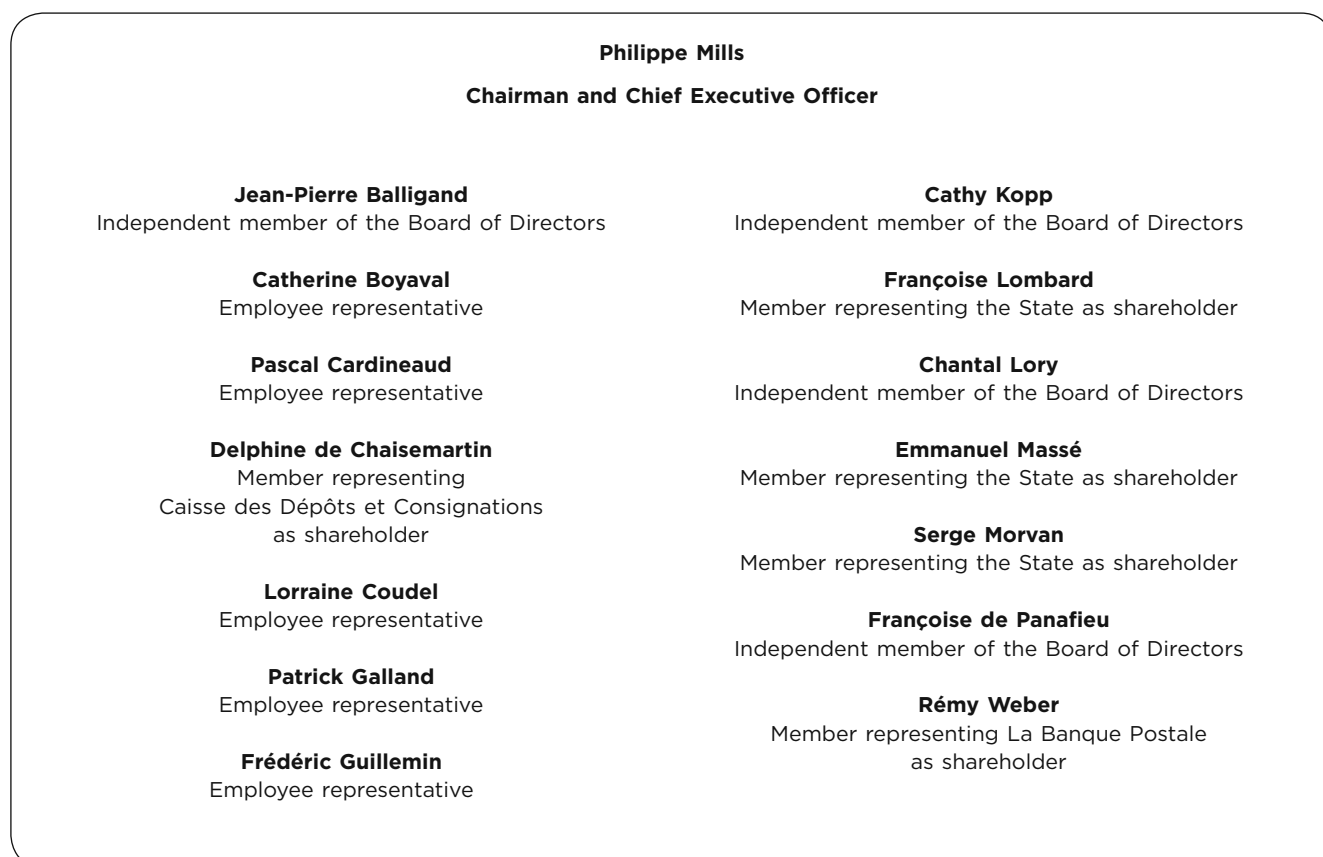 Philippe Mills
Chairman and Chief Executive Officer
Jean-Pierre Balligand
Independent member of the Board of Directors
Catherine Boyaval
Employee representative
Pascal Cardineaud
Employee representative
Delphine de Chaisemartin
Member representing
Caisse des Dépôts et Consignations
as shareholder
Lorraine Coudel
Employee representative
Patrick Galland
Employee representative
Frédéric Guillemin
Employee representative
Cathy Kopp
Independent member of the Board of Directors
Françoise Lombard
Member representing the State as shareholder
Chantal Lory
Independent member of the Board of Directors
Emmanuel Massé
Member representing the State as shareholder
Serge Morvan
Member representing the State as shareholder
Françoise de Panafieu
Independent member of the Board of Directors
Rémy Weber
Member representing La Banque Postale
as shareholder